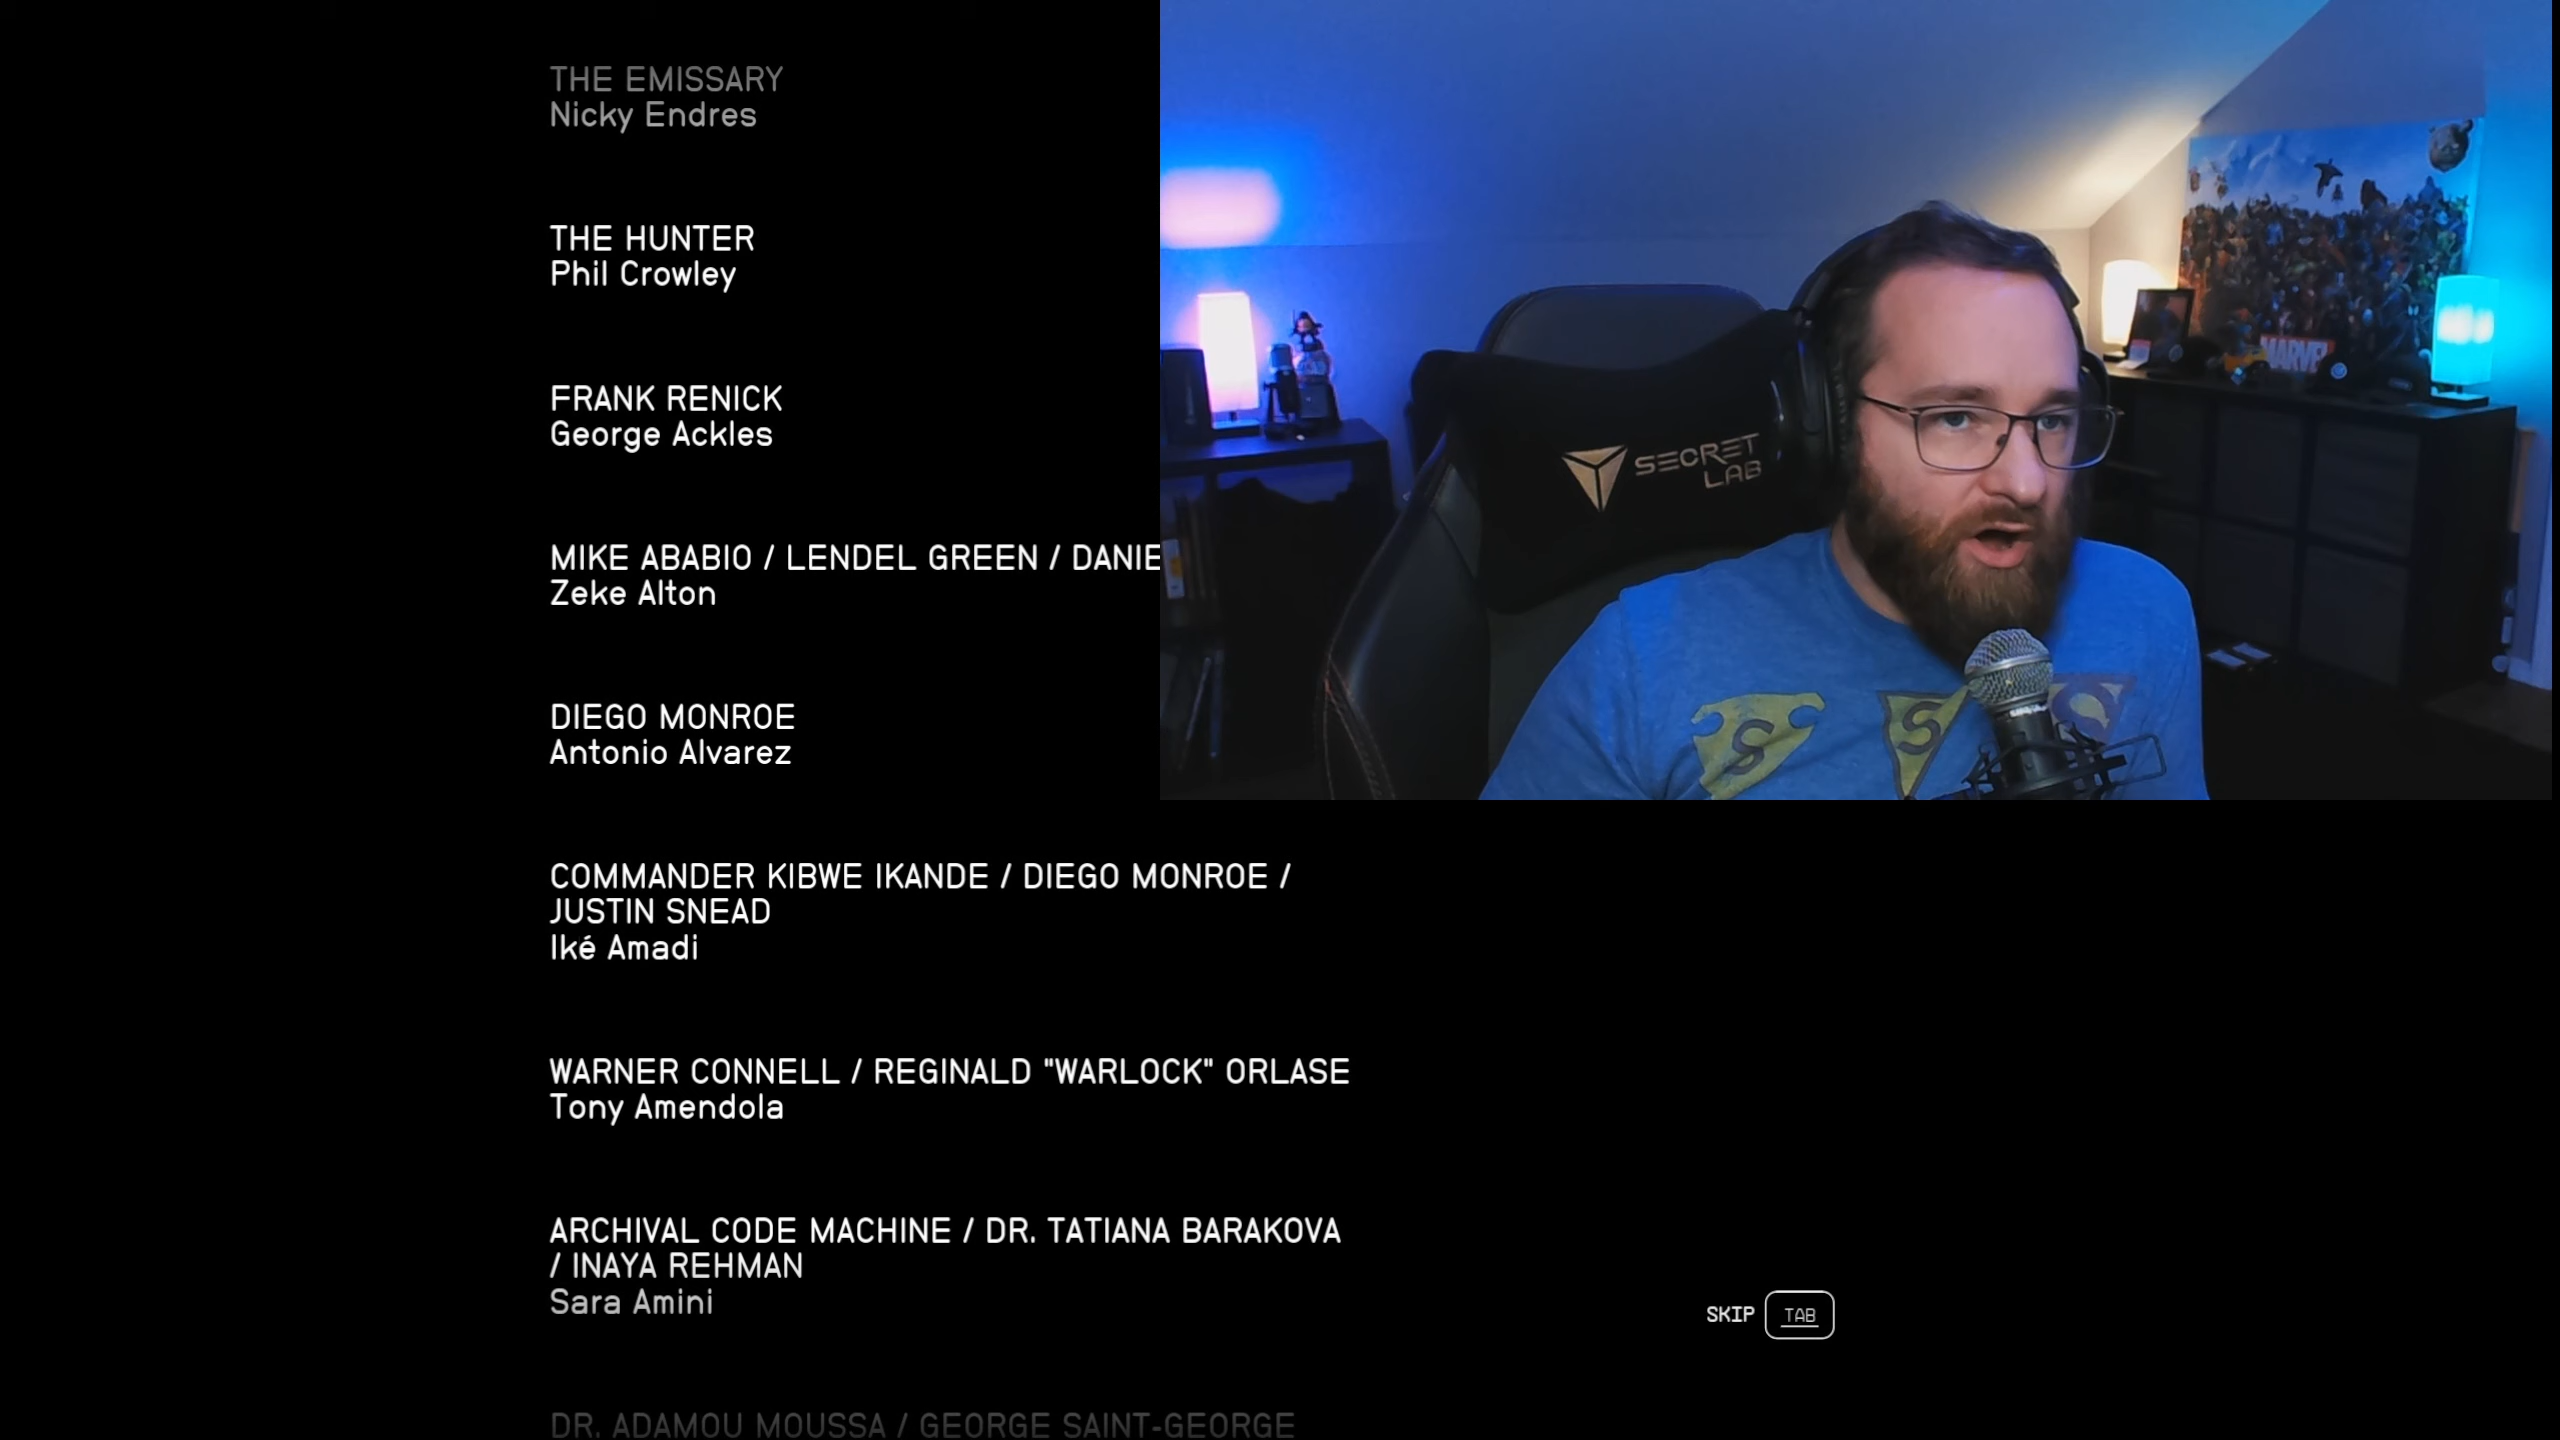 THE EMISSARY
Nicky Endres
THE HUNTER
Phil Crowley
FRANK RENICK
George Ackles
MIKE ABABIO / LENDEL GREEN / DANIE
Zeke Alton
DIEGO MONROE
Antonio Alvarez
COMMANDER KIBWE IKANDE / DIEGO MONROE /
JUSTIN SNEAD
Iké Amadi
WARNER CONNELL / REGINALD "WARLOCK" ORLASE
Tony Amendola
ARCHIVAL CODE MACHINE / DR. TATIANA BARAKOVA
/ INAYA REHMAN
Sara Amini
DR. ADAMOU MOUSSA / GEORGE SAINT-GEORGE
SKIP TAB
SECRET
LAB
MARVEL
S S S